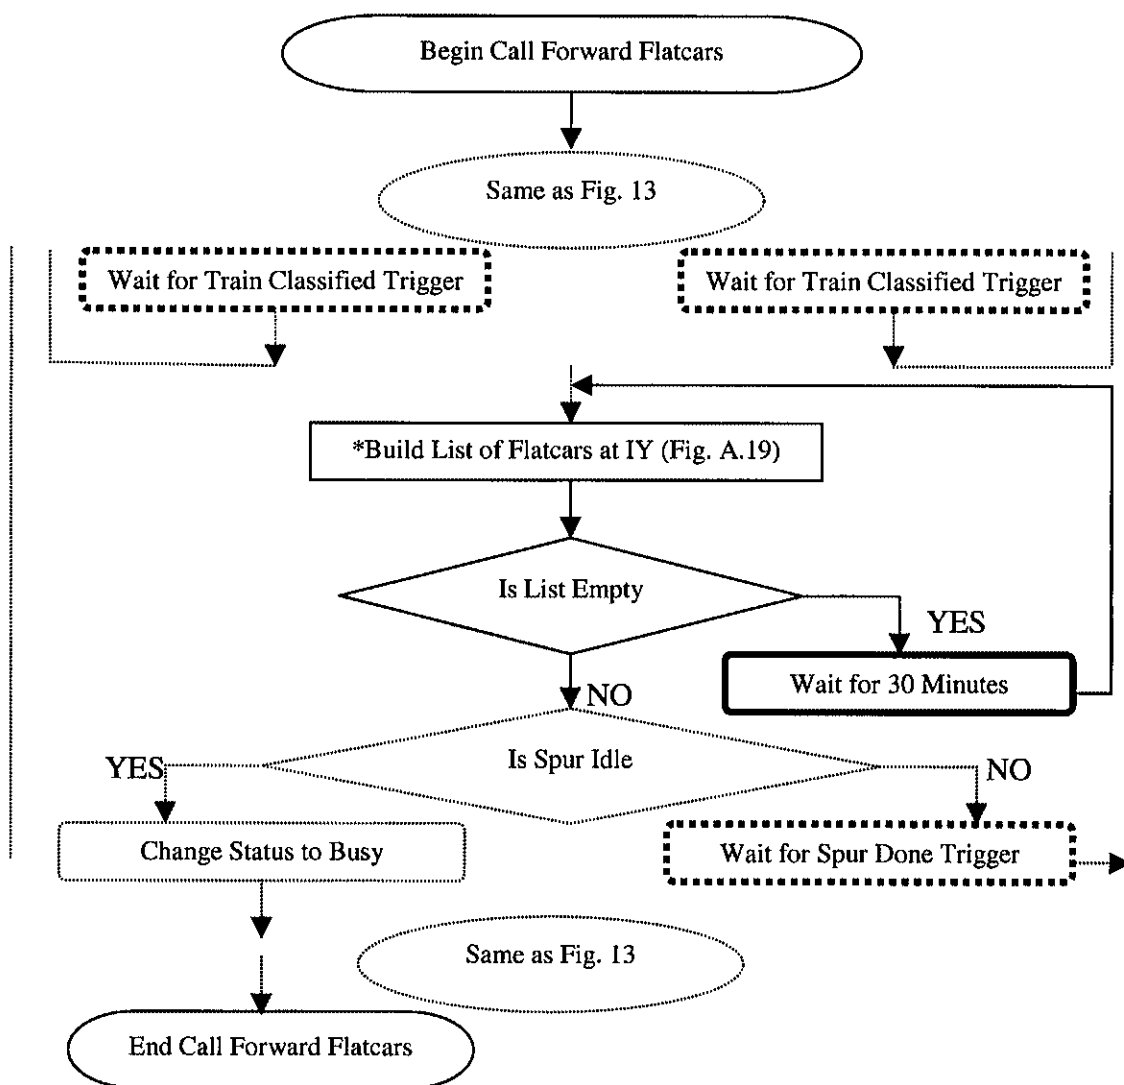 Begin Call Forward Flatcars
Same as Fig. 13
Wait for Train Classified Trigger
Wait for Train Classified Trigger
*Build List of Flatcars at IY (Fig. A.19)
Is List Empty
YES
Wait for 30 Minutes
NO
Is Spur Idle
YES
NO
Change Status to Busy
Wait for Spur Done Trigger
Same as Fig. 13
End Call Forward Flatcars